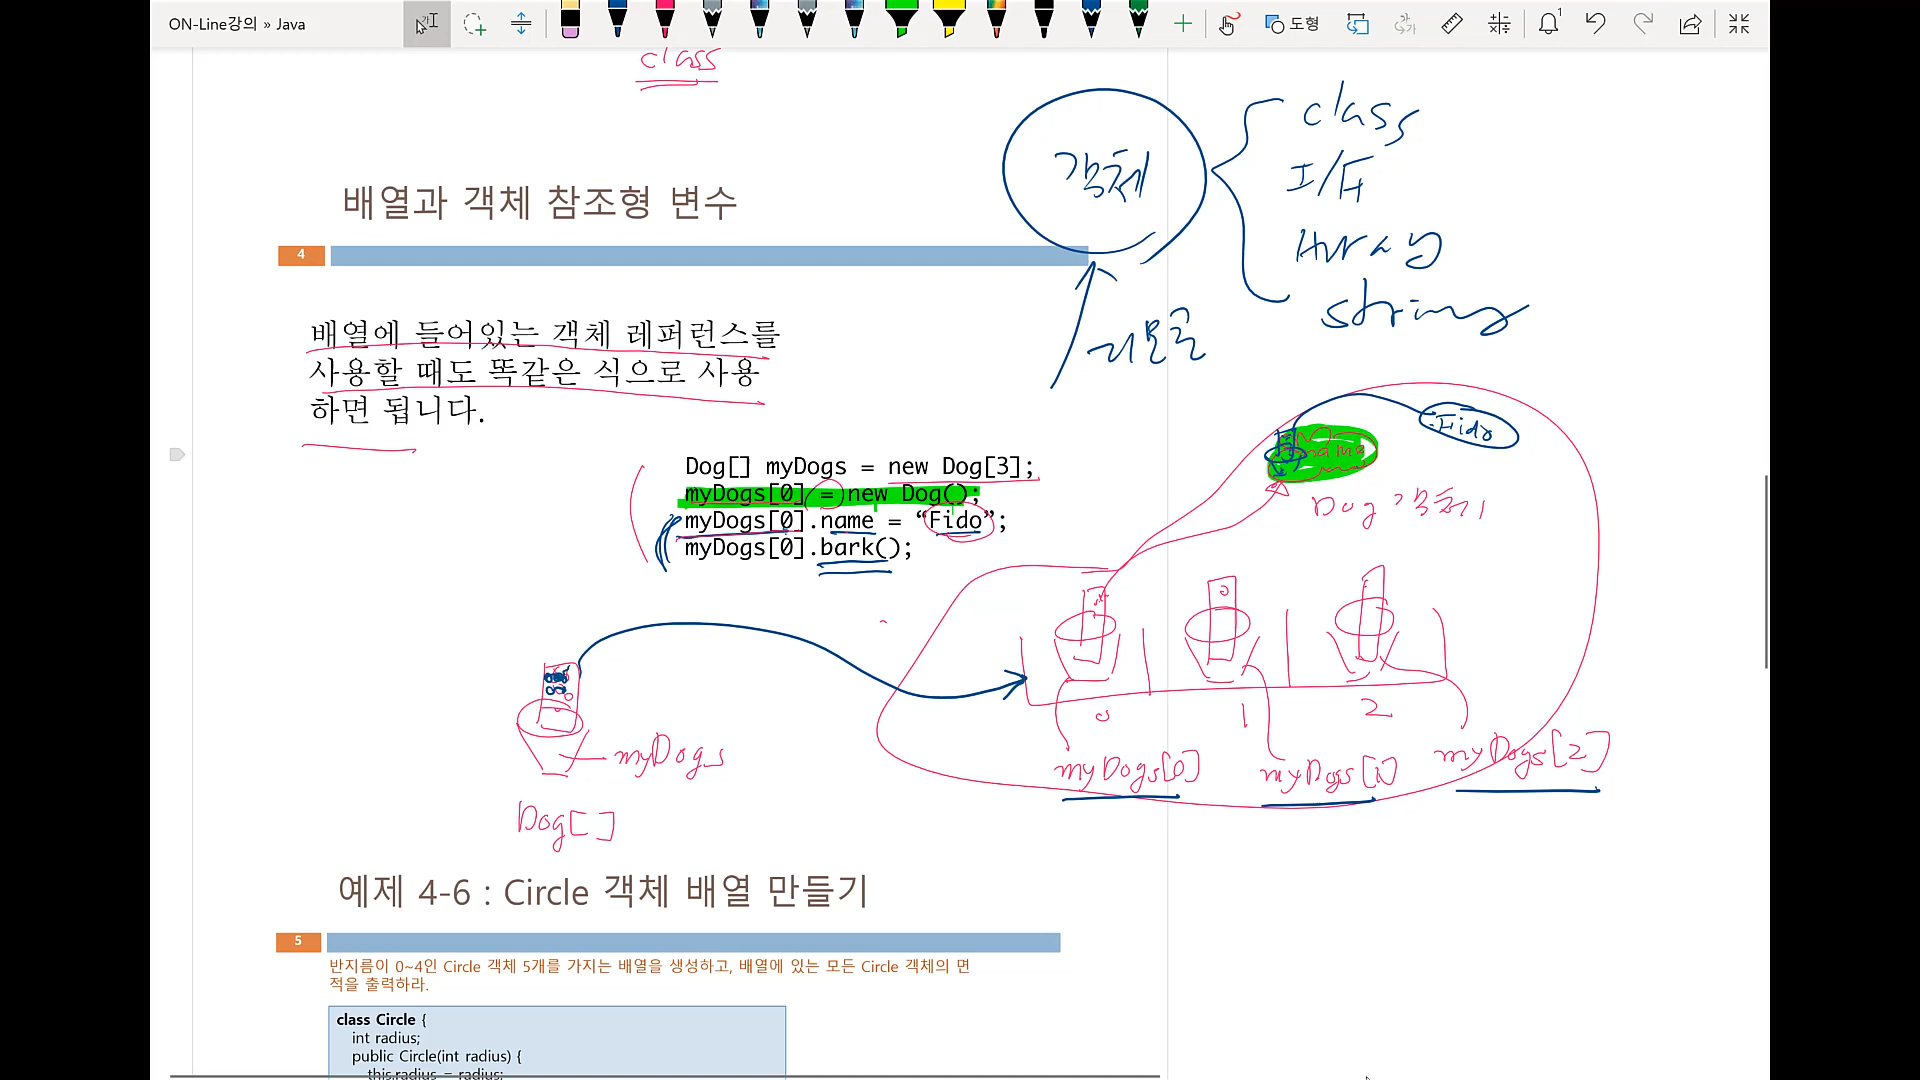 ON-Line강의 » Java
도형
class
배열과 객체 참조형 변수
4
객체
class
I/F
Array
string
리모콘
배열에 들어있는 객체 레퍼런스를
사용할 때도 똑같은 식으로 사용
하면 됩니다.
Dog[] myDogs = new Dog[3];
myDogs[0] = new Dog();
myDogs[0].name = “Fido”;
myDogs[0].bark();
Fido
name
Dog 객체
0
1
2
myDogs
Dog[ ]
myDogs[0]
myDogs[1]
myDogs[2]
예제 4-6 : Circle 객체 배열 만들기
5
반지름이 0~4인 Circle 객체 5개를 가지는 배열을 생성하고, 배열에 있는 모든 Circle 객체의 면
적을 출력하라.
class Circle {
int radius;
public Circle(int radius) {
this.radius = radius;